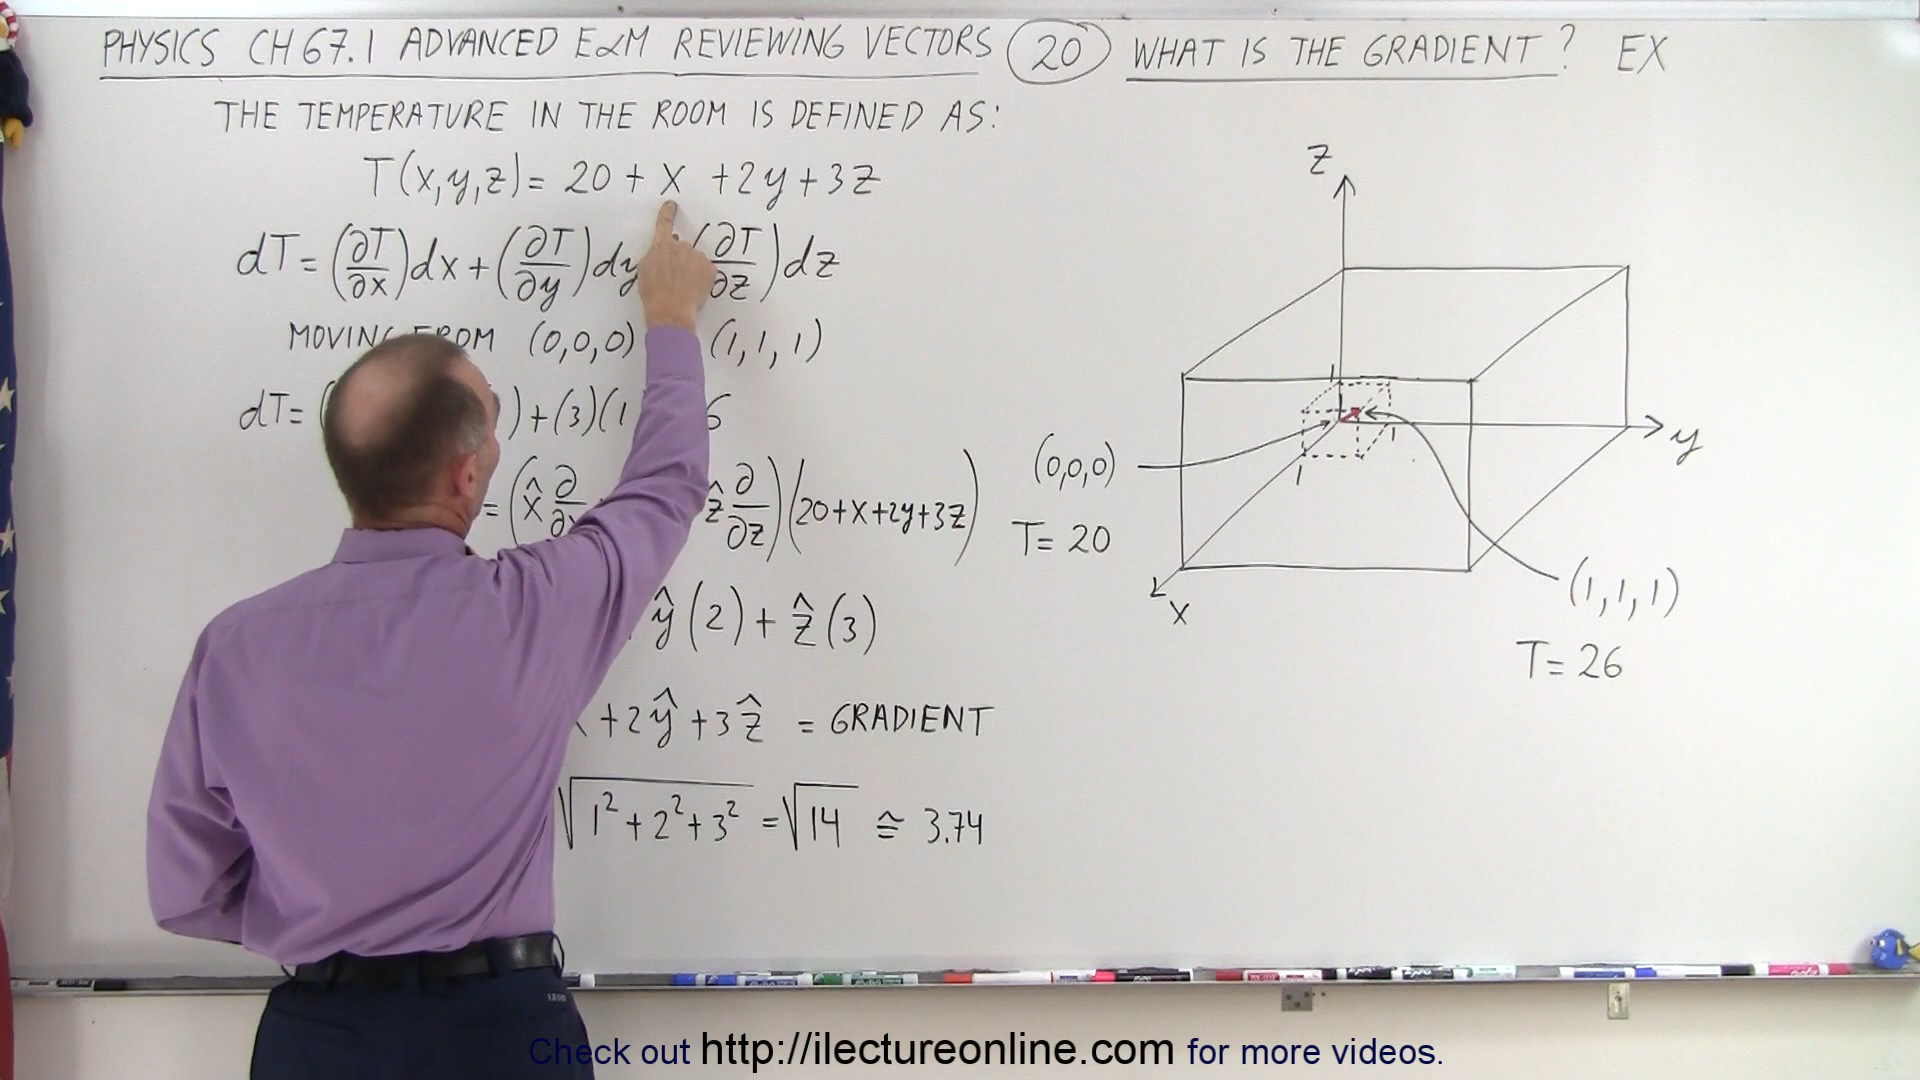 PHYSICS CH 67.1 ADVANCED E&M REVIEWING VECTORS 20 WHAT IS THE GRADIENT? EX
THE TEMPERATURE IN THE ROOM IS DEFINED AS:
T(x,y,z) = 20 + x + 2y + 3z
dT = (∂T/∂x)dx + (∂T/∂y)dy (∂T/∂z)dz
MOVING FROM (0,0,0) (1,1,1)
dT = ( ) + (3)(1 6
= (x̂ ∂/∂x ẑ ∂/∂z)(20+x+2y+3z)
ŷ(2) + ẑ(3)
+ 2ŷ + 3ẑ = GRADIENT
√(1² + 2² + 3²) = √14 ≅ 3.74
z
1
y
1
1
x
(0,0,0)
T = 20
(1,1,1)
T = 26
Check out http://ilectureonline.com for more videos.